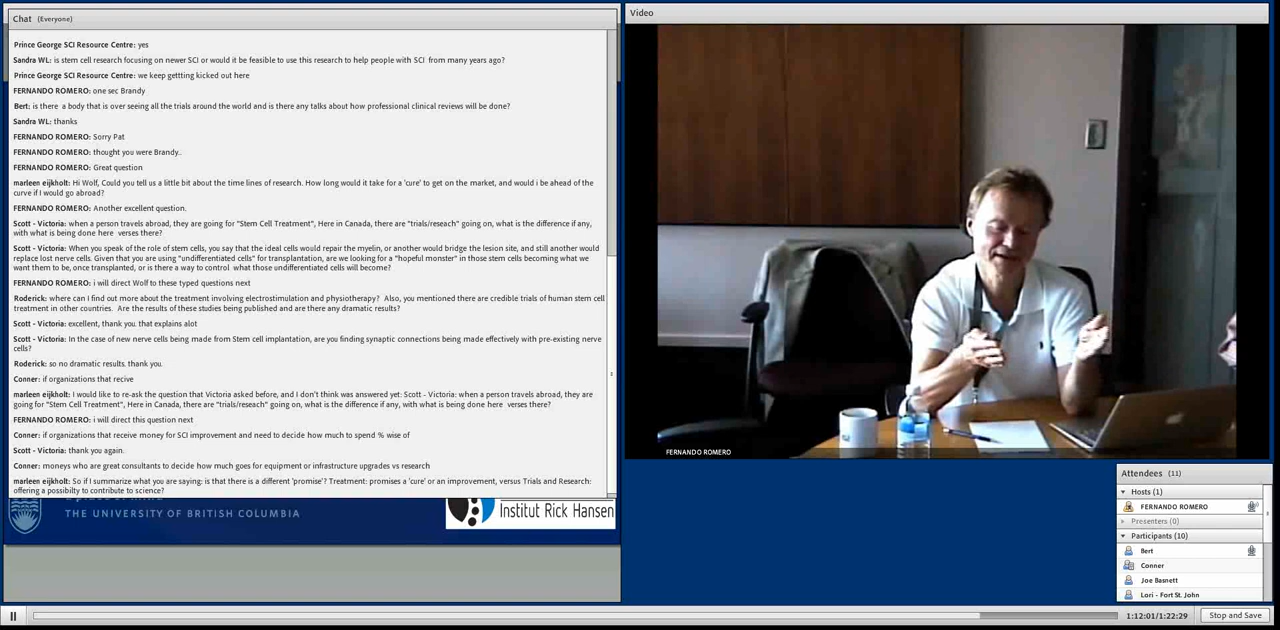 Chat (Everyone)
Prince George SCI Resource Centre: yes
Sandra WL: is stem cell research focusing on newer SCI or would it be feasible to use this research to help people with SCI from many years ago?
Prince George SCI Resource Centre: we keep gettting kicked out here
FERNANDO ROMERO: one sec Brandy
Bert: is there a body that is over seeing all the trials around the world and is there any talks about how professional clinical reviews will be done?
Sandra WL: thanks
FERNANDO ROMERO: Sorry Pat
FERNANDO ROMERO: thought you were Brandy..
FERNANDO ROMERO: Great question
marleen eijkholt: Hi Wolf, Could you tell us a little bit about the time lines of research. How long would it take for a 'cure' to get on the market, and would i be ahead of the
curve if I would go abroad?
FERNANDO ROMERO: Another excellent question.
Scott - Victoria: when a person travels abroad, they are going for "Stem Cell Treatment", Here in Canada, there are "trials/reseach" going on, what is the difference if any,
with what is being done here verses there?
Scott - Victoria: When you speak of the role of stem cells, you say that the ideal cells would repair the myelin, or another would bridge the lesion site, and still another would
replace lost nerve cells. Given that you are using "undifferentiated cells" for transplantation, are we looking for a "hopeful monster" in those stem cells becoming what we
want them to be, once transplanted, or is there a way to control what those undifferentiated cells will become?
FERNANDO ROMERO: i will direct Wolf to these typed questions next
Roderick: where can I find out more about the treatment involving electrostimulation and physiotherapy? Also, you mentioned there are credible trials of human stem cell
treatment in other countries. Are the results of these studies being published and are there any dramatic results?
Scott - Victoria: excellent, thank you. that explains alot
Scott - Victoria: In the case of new nerve cells being made from Stem cell implantation, are you finding synaptic connections being made effectively with pre-existing nerve
cells?
Roderick: so no dramatic results. thank you.
Conner: if organizations that recive
marleen eijkholt: I would like to re-ask the question that Victoria asked before, and I don't think was answered yet: Scott - Victoria: when a person travels abroad, they are
going for "Stem Cell Treatment", Here in Canada, there are "trials/reseach" going on, what is the difference if any, with what is being done here verses there?
FERNANDO ROMERO: i will direct this question next
Conner: if organizations that receive money for SCI improvement and need to decide how much to spend % wise of
Scott - Victoria: thank you again.
Conner: moneys who are great consultants to decide how much goes for equipment or infrastructure upgrades vs research
marleen eijkholt: So if I summarize what you are saying: is that there is a different 'promise'? Treatment: promises a 'cure' or an improvement, versus Trials and Research:
offering a possibilty to contribute to science?
THE UNIVERSITY OF BRITISH COLUMBIA
Institut Rick Hansen
Video
FERNANDO ROMERO
Attendees (11)
Hosts (1)
FERNANDO ROMERO
Presenters (0)
Participants (10)
Bert
Conner
Joe Basnett
Lori - Fort St. John
1:12:01/1:22:29
Stop and Save